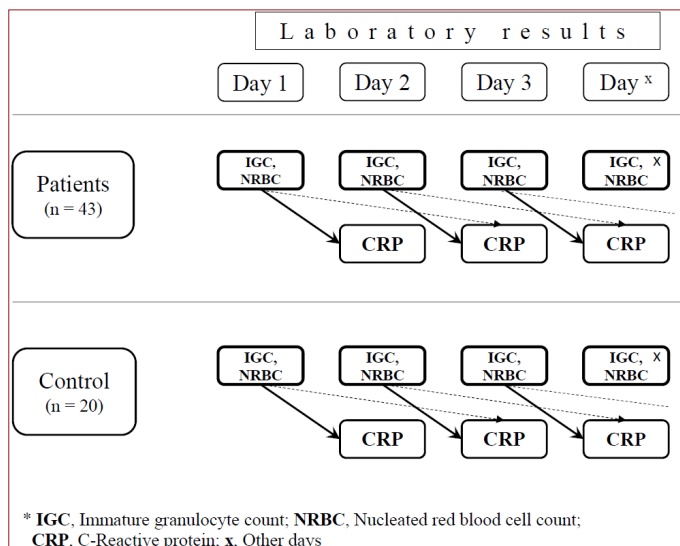 Laboratory results
Day 1 Day 2 Day 3 Day x
IGC, NRBC IGC, NRBC IGC, NRBC IGC, x NRBC
Patients
(n = 43)
CRP CRP CRP
IGC, NRBC IGC, NRBC IGC, NRBC IGC, x NRBC
Control
(n = 20)
CRP CRP CRP
* IGC, Immature granulocyte count; NRBC, Nucleated red blood cell count;
CRP, C-Reactive protein; x, Other days